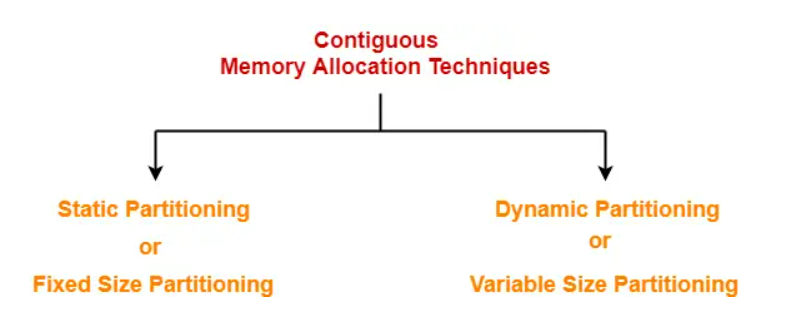 Contiguous
Memory Allocation Techniques
Static Partitioning
or
Fixed Size Partitioning
Dynamic Partitioning
or
Variable Size Partitioning